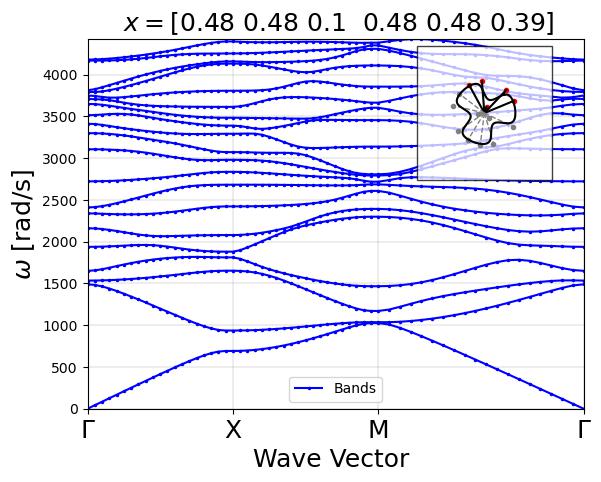 x = [0.48 0.48 0.1 0.48 0.48 0.39]
ω [rad/s]
4000
3500
3000
2500
2000
1500
1000
500
0
Bands
Γ X M Γ
Wave Vector